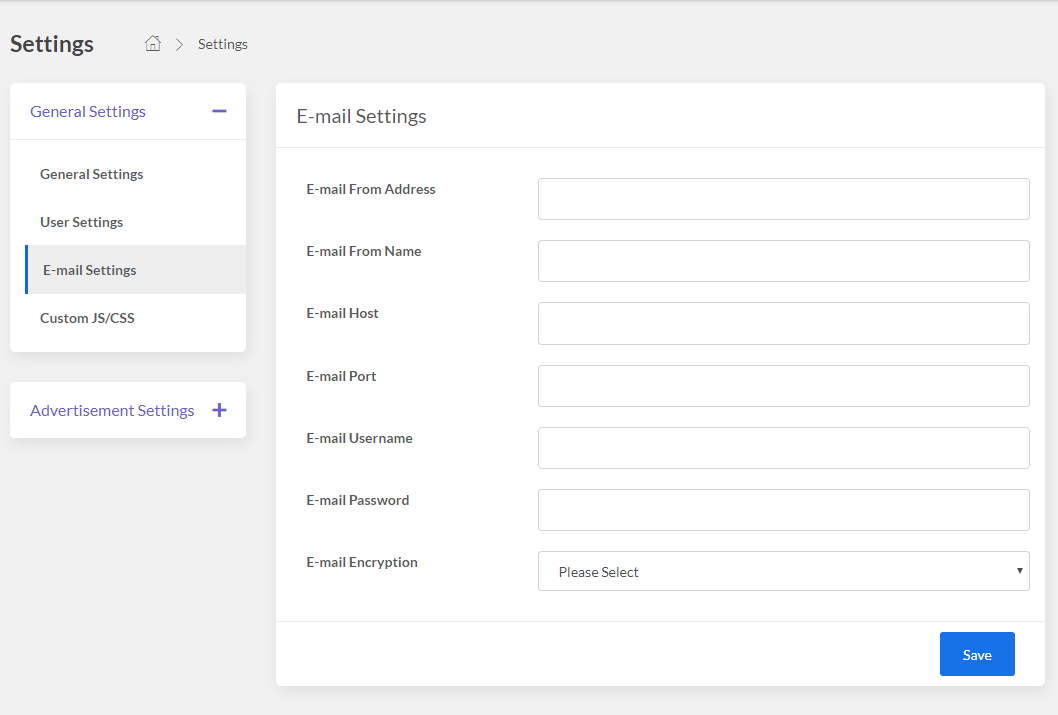 Settings
Settings
General Settings
General Settings
User Settings
E-mail Settings
Custom JS/CSS
Advertisement Settings
E-mail Settings
E-mail From Address
E-mail From Name
E-mail Host
E-mail Port
E-mail Username
E-mail Password
E-mail Encryption
Please Select
Save